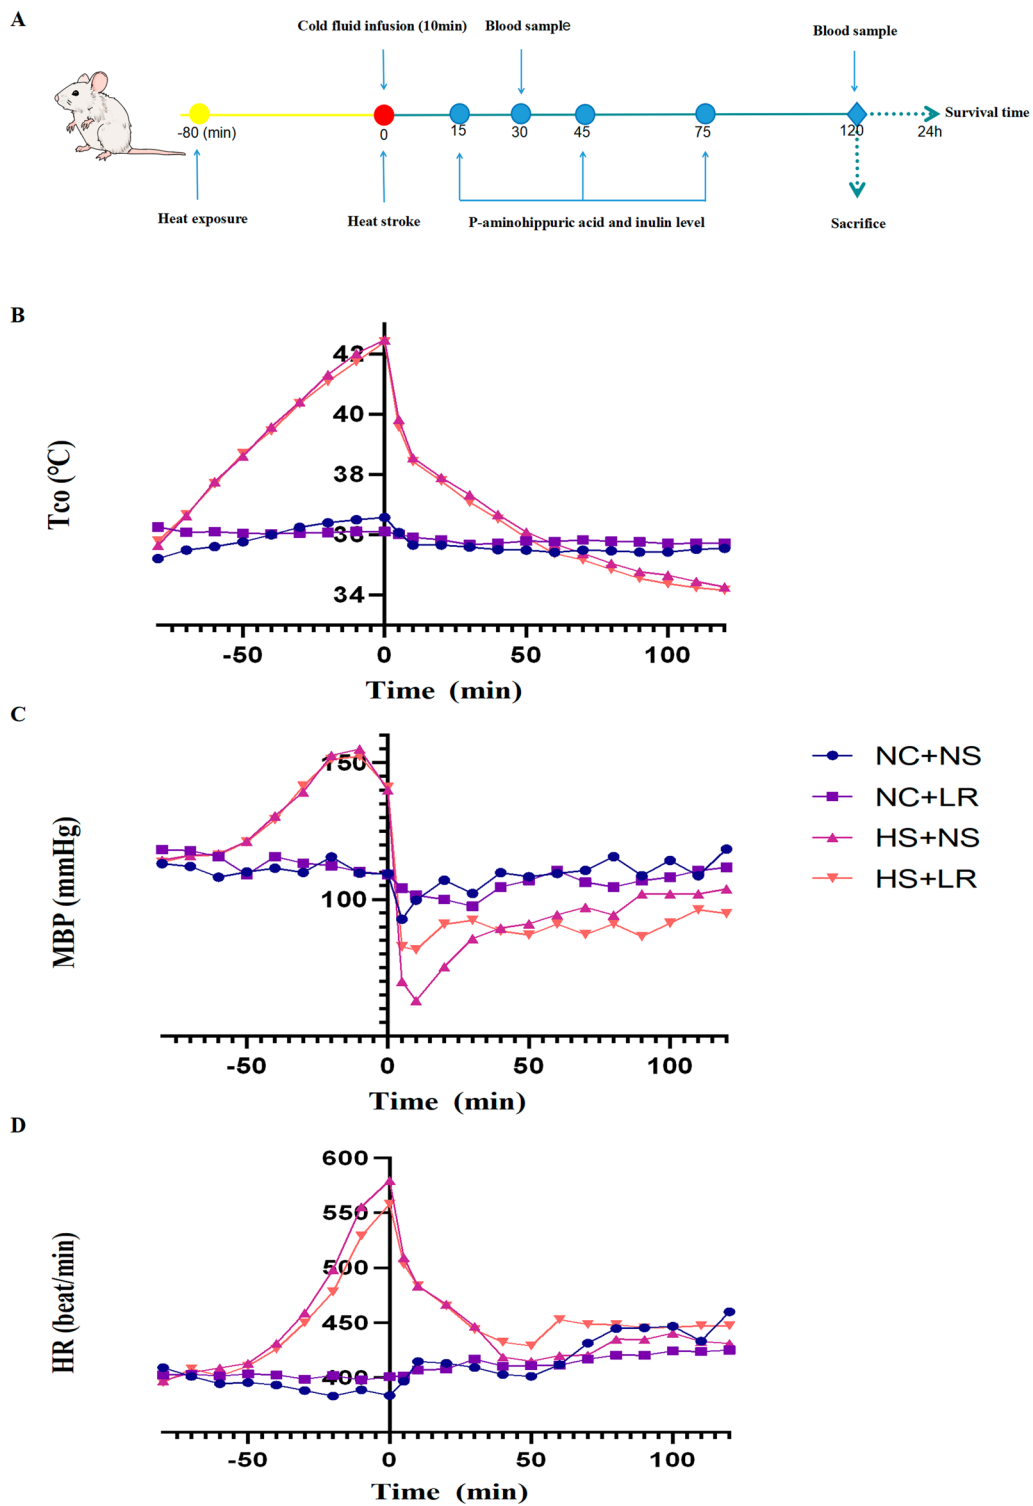 A
Cold fluid infusion (10min) Blood sample Blood sample
-80 (min) 0 15 30 45 75 120 24h Survival time
Heat exposure Heat stroke P-aminohippuric acid and inulin level Sacrifice
B
Tco (℃)
42
40
38
36
34
-50 0 50 100
Time (min)
C
MBP (mmHg)
150
100
-50 0 50 100
Time (min)
NC+NS
NC+LR
HS+NS
HS+LR
D
HR (beat/min)
600
550
500
450
400
-50 0 50 100
Time (min)